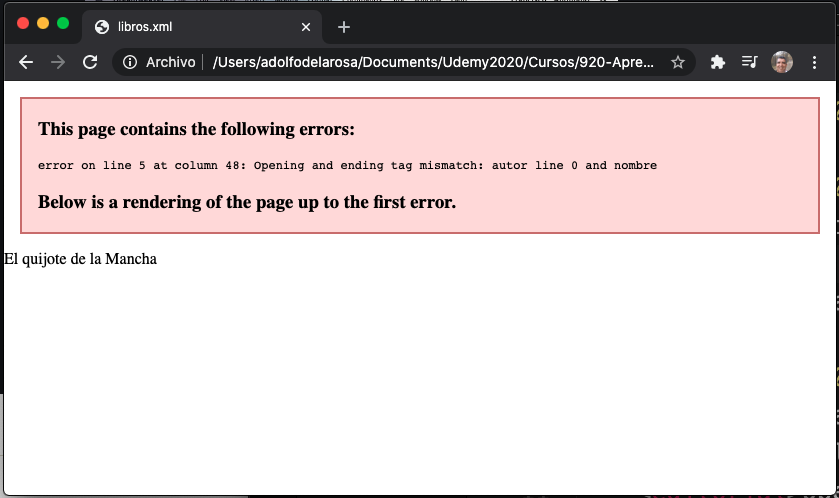 libros.xml
Archivo /Users/adolfodelarosa/Documents/Udemy2020/Cursos/920-Apre...
This page contains the following errors:
error on line 5 at column 48: Opening and ending tag mismatch: autor line 0 and nombre
Below is a rendering of the page up to the first error.
El quijote de la Mancha